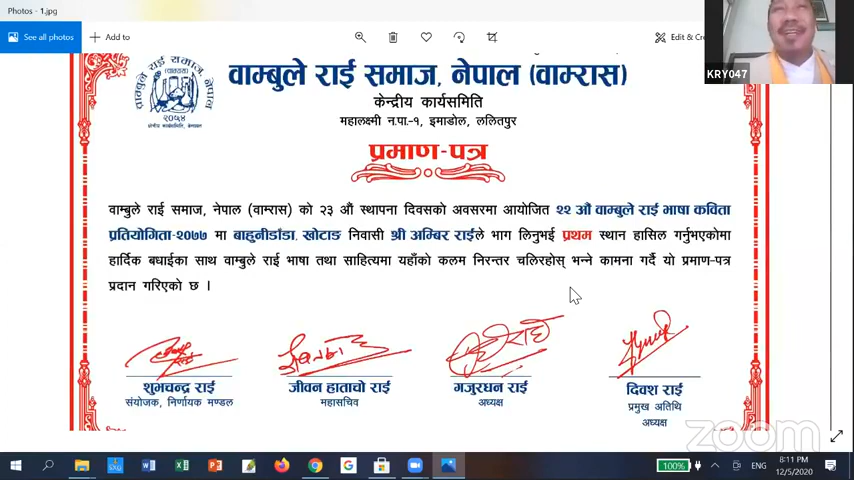 Photos - 1.jpg
See all photos
Add to
Edit & Cre
KRY047
वाम्बुले राई समाज, नेपाल
(वाम्रास)
२०५४
वाम्बुले राई समाज, नेपाल (वाम्रास)
केन्द्रीय कार्यसमिति
महालक्ष्मी न.पा.-१, इमाडोल, ललितपुर
प्रमाण-पत्र
वाम्बुले राई समाज, नेपाल (वाम्रास) को २३ औं स्थापना दिवसको अवसरमा आयोजित २२ औं वाम्बुले राई भाषा कविता
प्रतियोगिता-२०७७ मा बाहुनीडाँडा, खोटाङ निवासी श्री अम्बिर राईले भाग लिनुभई प्रथम स्थान हासिल गर्नुभएकोमा
हार्दिक बधाईका साथ वाम्बुले राई भाषा तथा साहित्यमा यहाँको कलम निरन्तर चलिरहोस् भन्ने कामना गर्दै यो प्रमाण-पत्र
प्रदान गरिएको छ ।
शुभचन्द्र राई जीवन हाताचो राई गजुरधन राई दिवश राई
संयोजक, निर्णायक मण्डल महासचिव अध्यक्ष प्रमुख अतिथि
अध्यक्ष
zoom
100% ENG 8:11 PM
12/5/2020